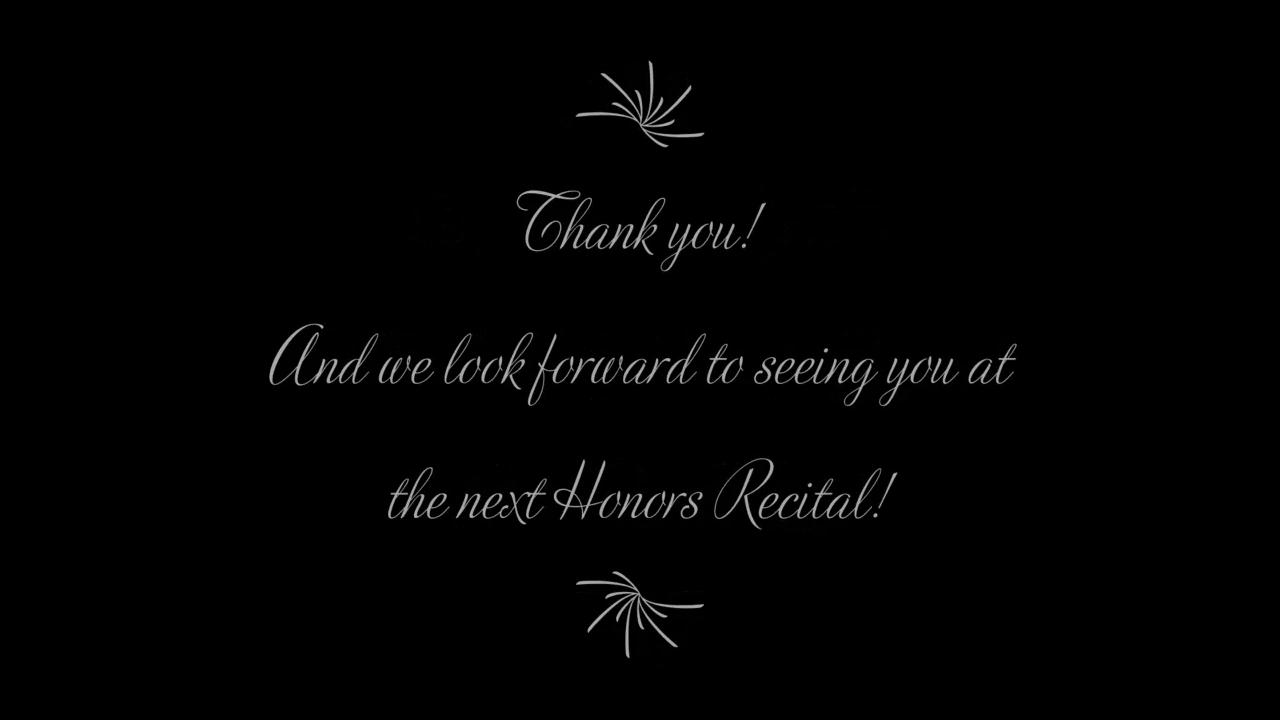 Thank you!
And we look forward to seeing you at
the next Honors Recital!